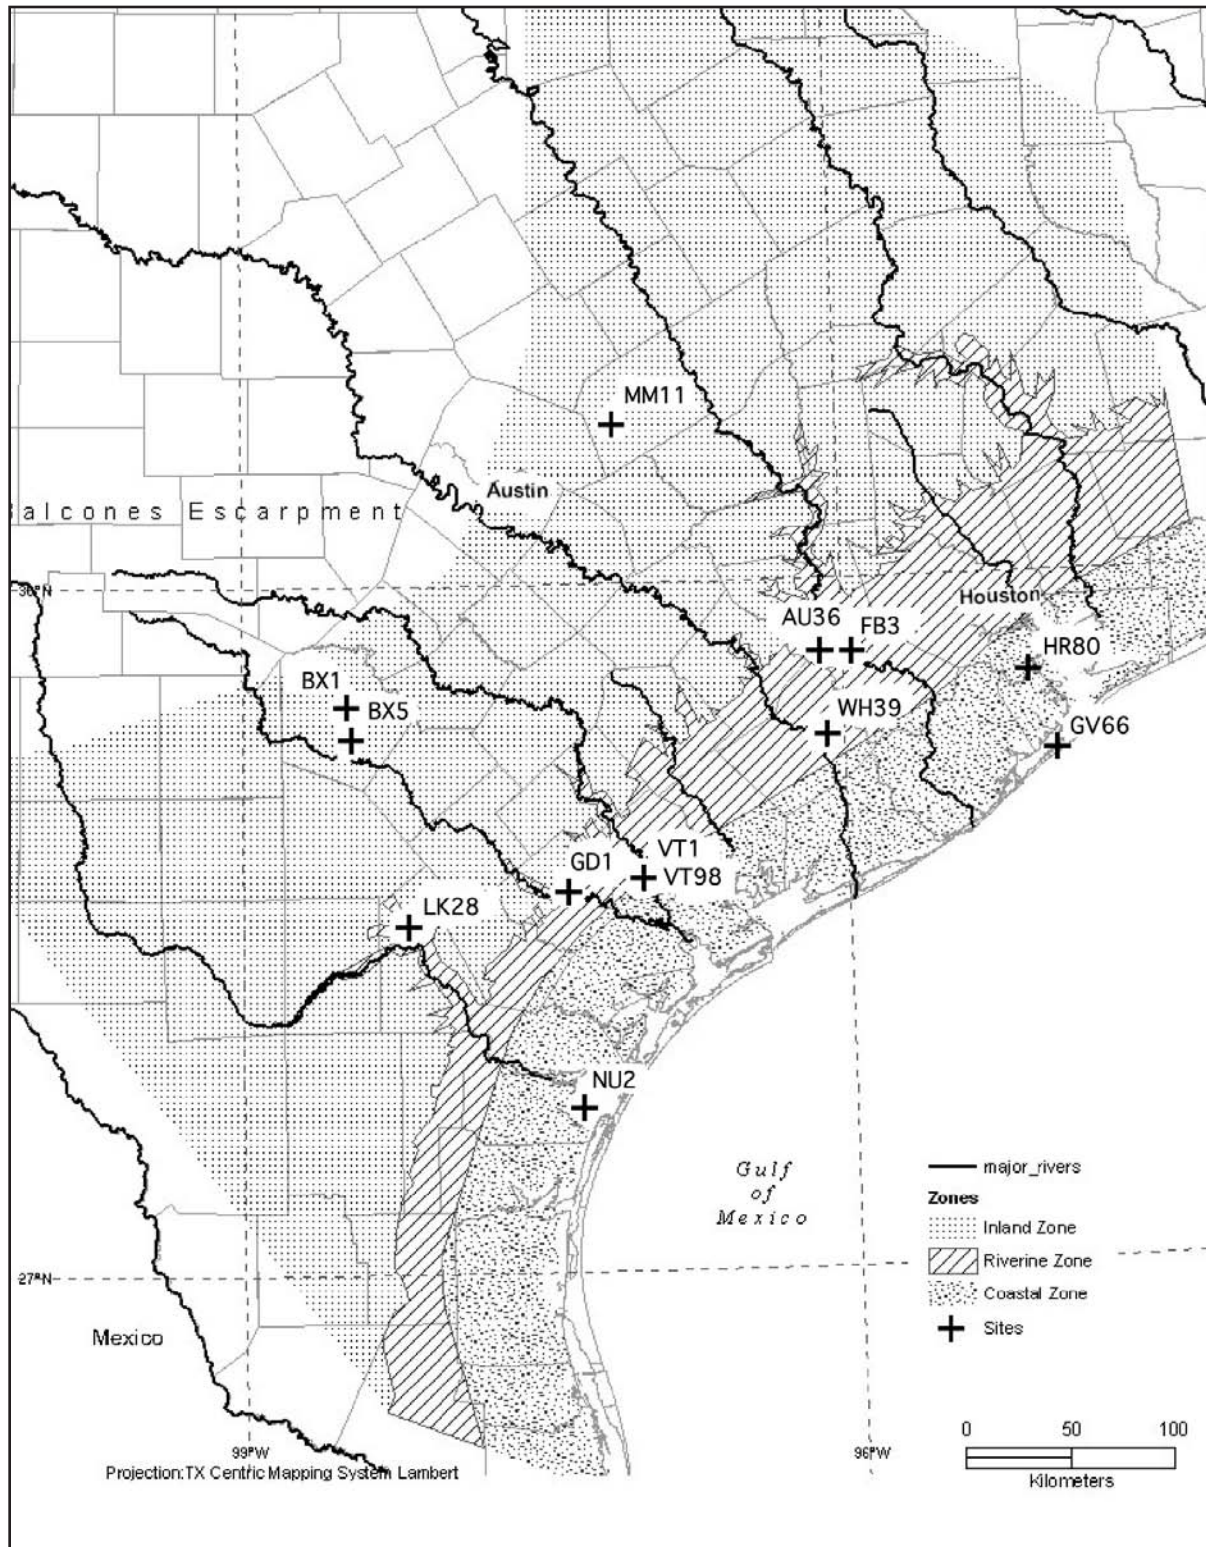 MM11
Austin
alcones Escarpment
30°N
Houston
AU36
FB3
HR80
BX1
BX5
WH39
GV66
VT1
GD1
VT98
LK28
NU2
Gulf
of
Mexico
major_rivers
Zones
Inland Zone
Riverine Zone
Coastal Zone
Sites
27°N
Mexico
99°W
96°W
0 50 100
Kilometers
Projection:TX Centric Mapping System Lambert